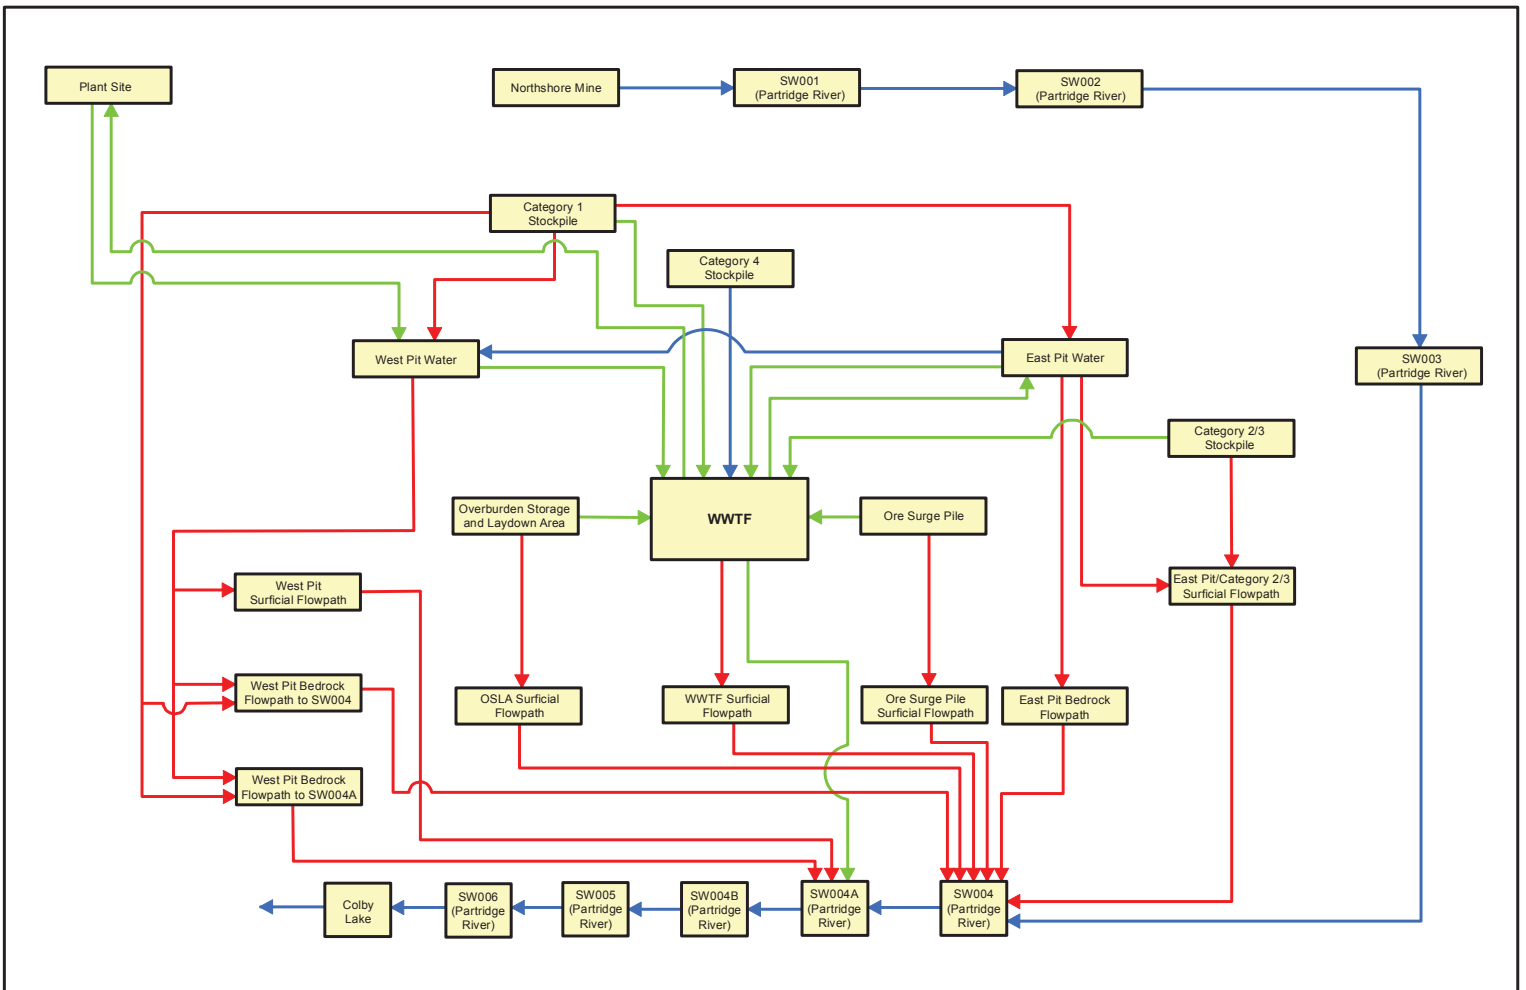 Plant Site
Northshore Mine
SW001
(Partridge River)
SW002
(Partridge River)
Category 1
Stockpile
Category 4
Stockpile
West Pit Water
East Pit Water
SW003
(Partridge River)
Category 2/3
Stockpile
Overburden Storage
and Laydown Area
WWTF
Ore Surge Pile
West Pit
Surficial Flowpath
East Pit/Category 2/3
Surficial Flowpath
West Pit Bedrock
Flowpath to SW004
OSLA Surficial
Flowpath
WWTF Surficial
Flowpath
Ore Surge Pile
Surficial Flowpath
East Pit Bedrock
Flowpath
West Pit Bedrock
Flowpath to SW004A
Colby
Lake
SW006
(Partridge
River)
SW005
(Partridge
River)
SW004B
(Partridge
River)
SW004A
(Partridge
River)
SW004
(Partridge
River)